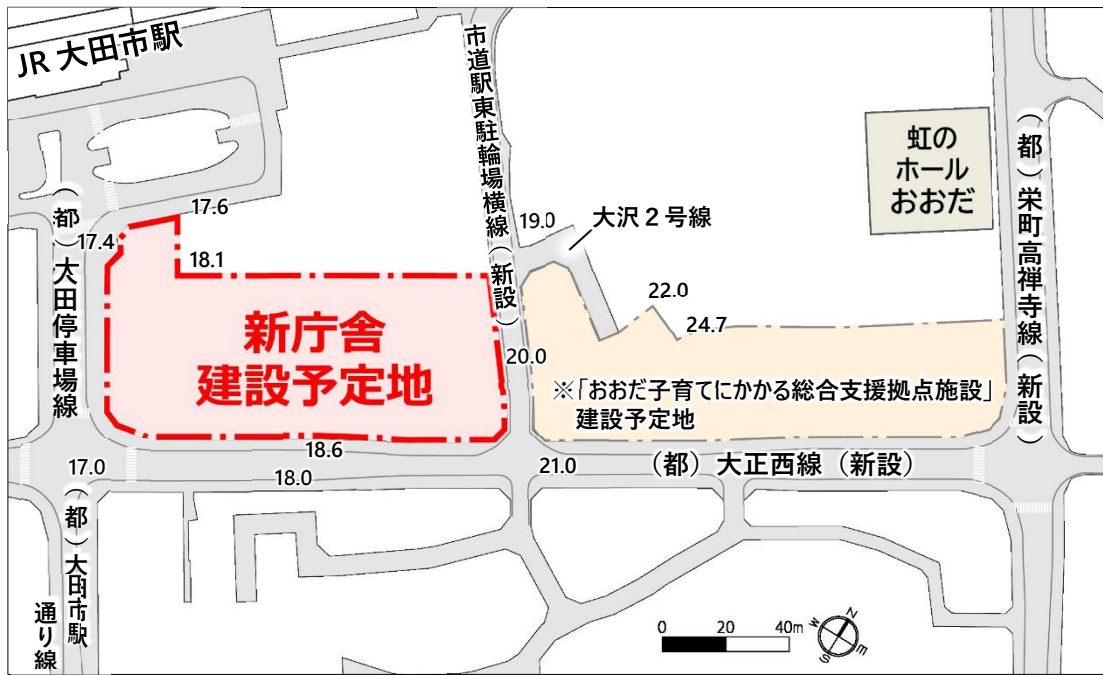 JR 大田市駅
市道駅東駐輪場横線（新設）
虹の
ホール
おおだ
（都）栄町高禅寺線（新設）
（都）大田停車場線
17.6
17.4
18.1
19.0
大沢２号線
22.0
24.7
新庁舎
建設予定地
20.0
※「おおだ子育てにかかる総合支援拠点施設」
建設予定地
18.6
21.0
（都）大正西線（新設）
17.0
18.0
（都）大田市駅
通り線
0 20 40m
N
W
E
S